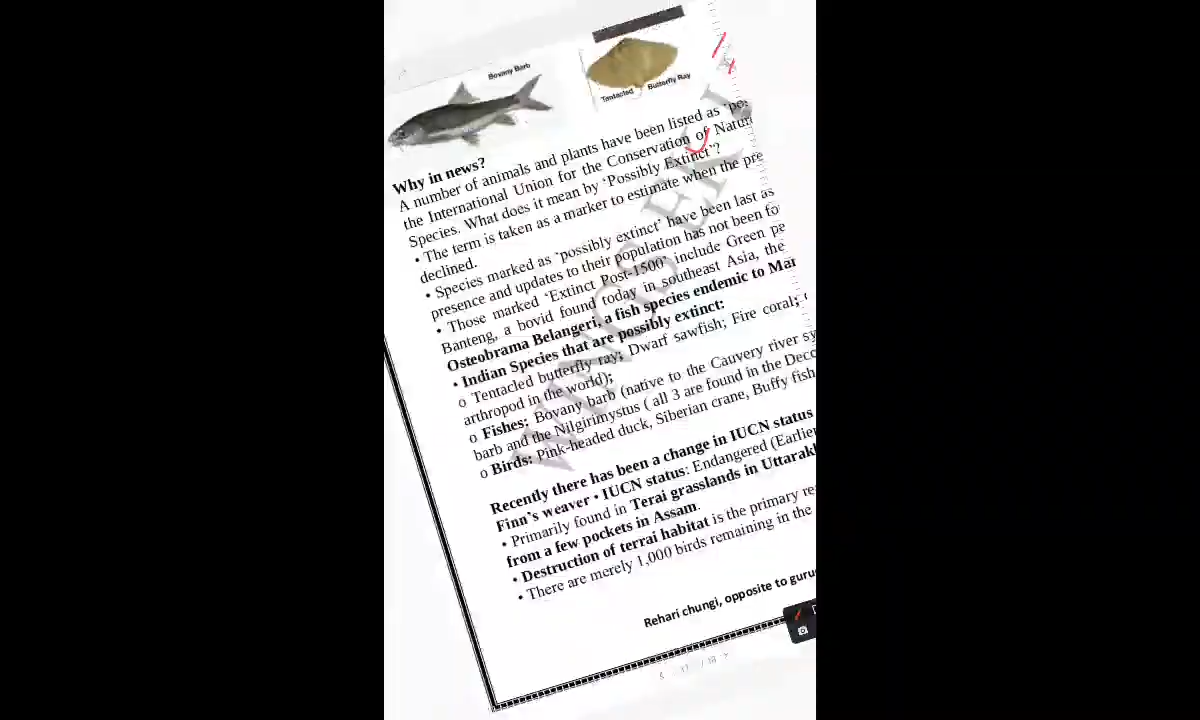 Bovany Barb
Tentacled Butterfly Ray
Why in news?
A number of animals and plants have been listed as 'po
the International Union for the Conservation of Natur
Species. What does it mean by 'Possibly Extinct'?
• The term is taken as a marker to estimate when the pre
declined.
• Species marked as 'possibly extinct' have been last as
presence and updates to their population has not been fo
• Those marked 'Extinct Post-1500' include Green pe
Banteng, a bovid found today in southeast Asia, the
Osteobrama Belangeri, a fish species endemic to Man
• Indian Species that are possibly extinct:
o Tentacled butterfly ray; Dwarf sawfish; Fire coral;
arthropod in the world);
o Fishes: Bovany barb (native to the Cauvery river sy
barb and the Nilgirimystus ( all 3 are found in the Decc
o Birds: Pink-headed duck, Siberian crane, Buffy fish
Recently there has been a change in IUCN status
Finn's weaver • IUCN status: Endangered (Earlier
• Primarily found in Terai grasslands in Uttarakh
from a few pockets in Assam.
• Destruction of terrai habitat is the primary re
• There are merely 1,000 birds remaining in the
Rehari chungi, opposite to guru
WINGS